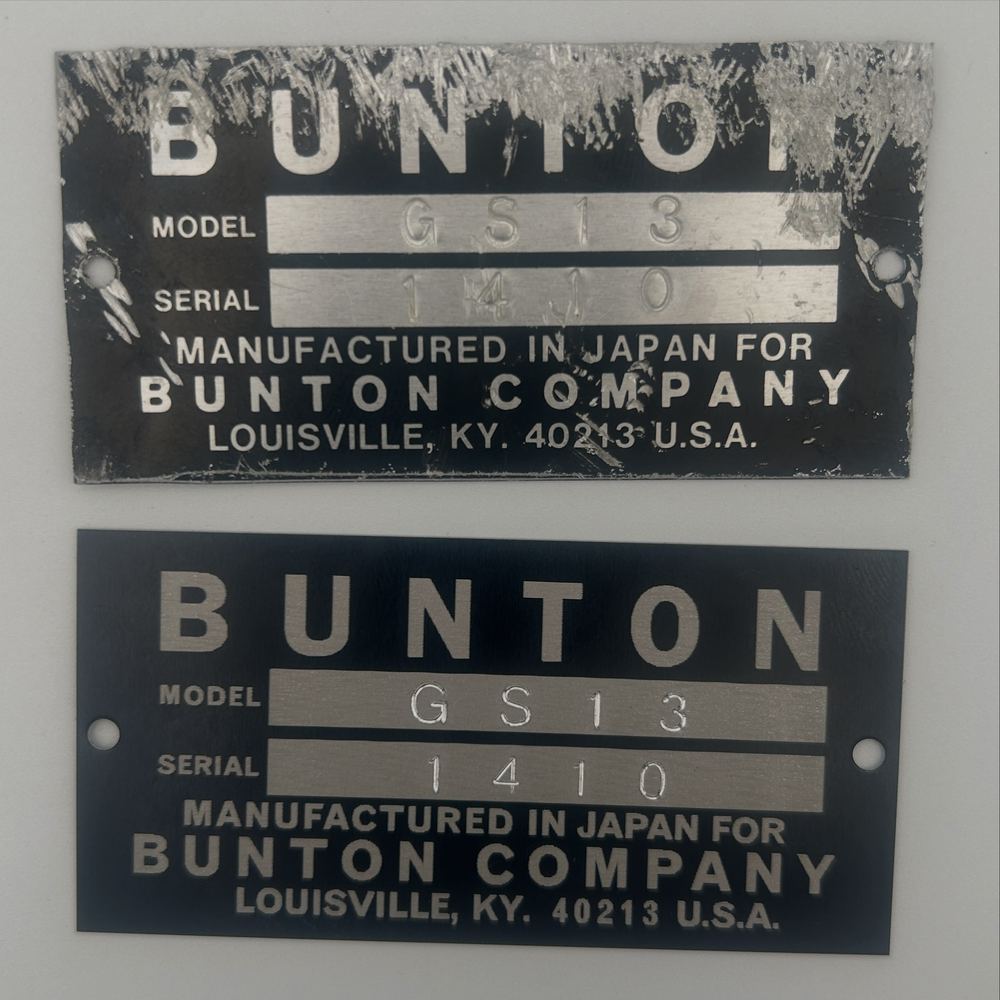 BUNTON
MODEL GS13
SERIAL 1410
MANUFACTURED IN JAPAN FOR
BUNTON COMPANY
LOUISVILLE, KY. 40213 U.S.A.
BUNTON
MODEL GS13
SERIAL 1410
MANUFACTURED IN JAPAN FOR
BUNTON COMPANY
LOUISVILLE, KY. 40213 U.S.A.